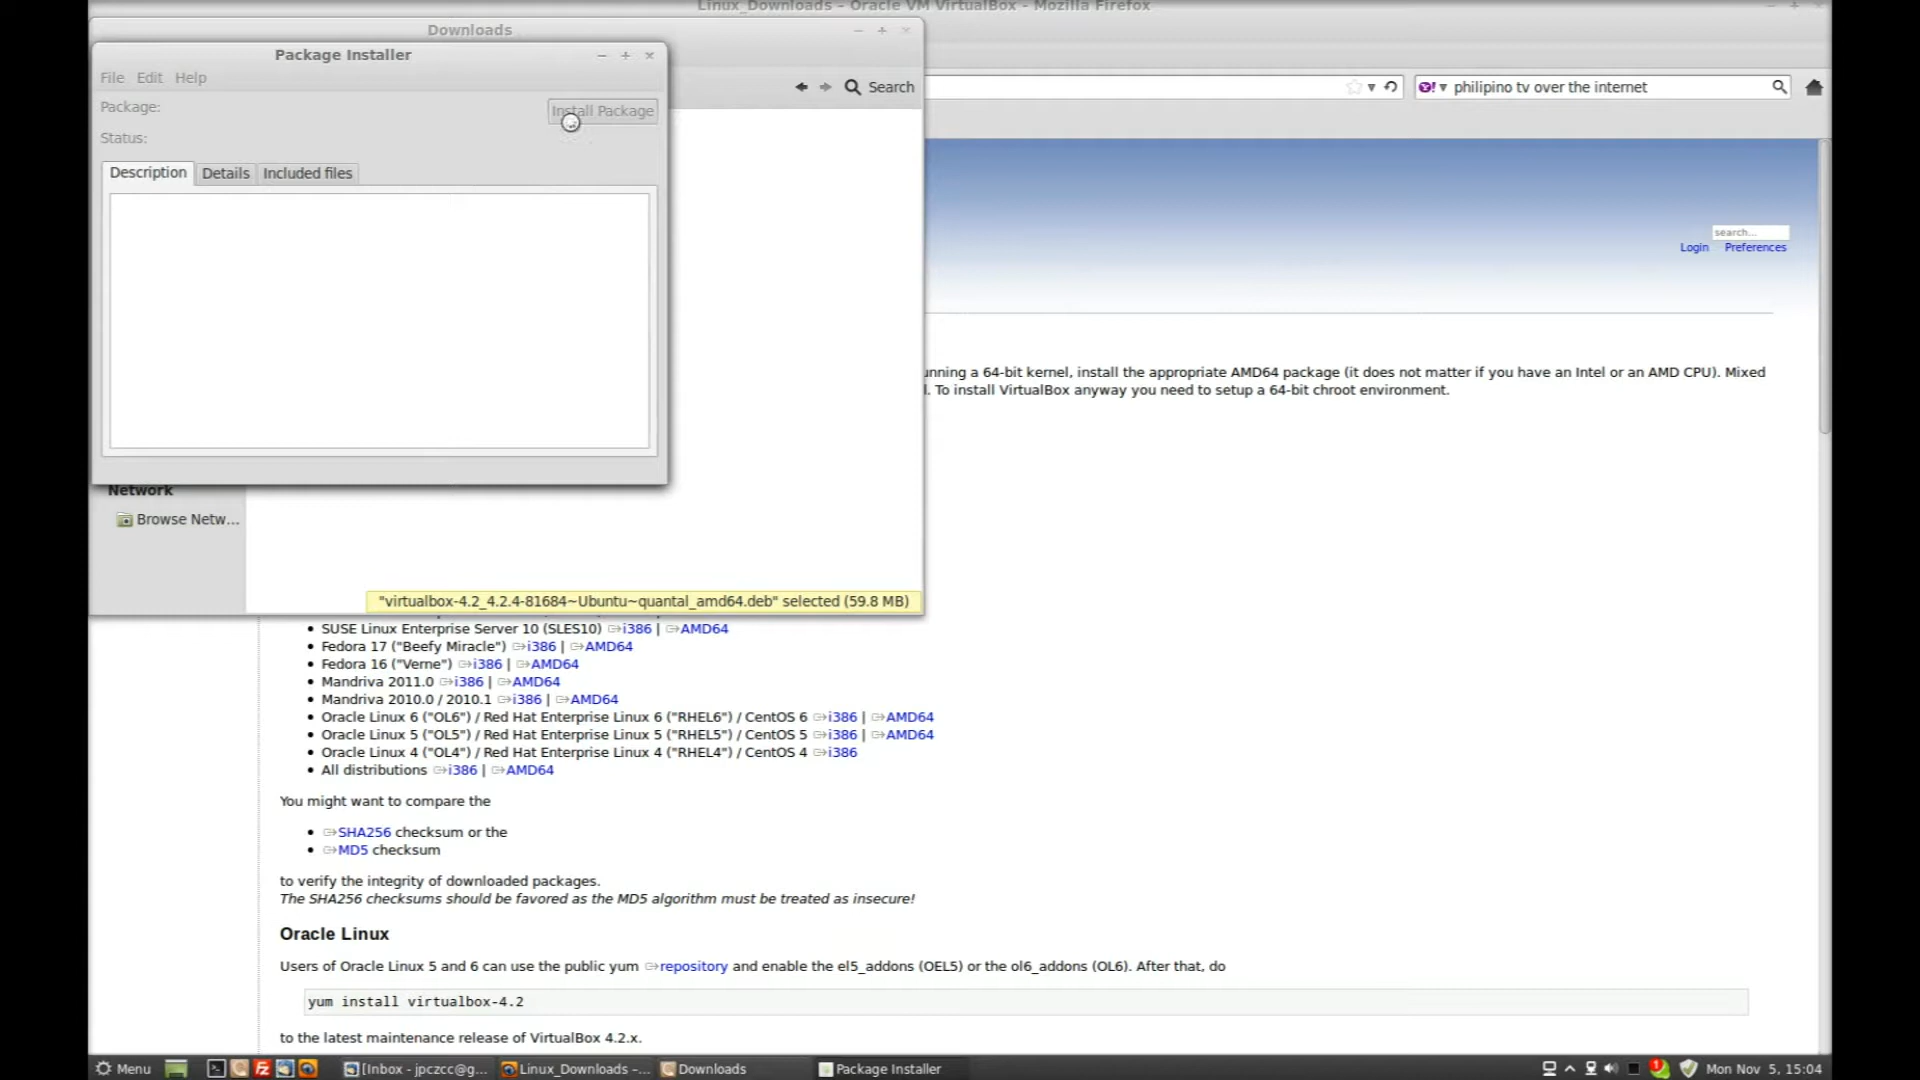 Linux_Downloads – Oracle VM VirtualBox - Mozilla Firefox
Downloads
Package Installer
File Edit Help
Search
philipino tv over the internet
Package:
Install Package
Status:
Description Details Included files
search...
Login Preferences
unning a 64-bit kernel, install the appropriate AMD64 package (it does not matter if you have an Intel or an AMD CPU). Mixed
l. To install VirtualBox anyway you need to setup a 64-bit chroot environment.
Network
Browse Netw...
"virtualbox-4.2_4.2.4-81684~Ubuntu~quantal_amd64.deb" selected (59.8 MB)
SUSE Linux Enterprise Server 10 (SLES10) i386 | AMD64
Fedora 17 ("Beefy Miracle") i386 | AMD64
Fedora 16 ("Verne") i386 | AMD64
Mandriva 2011.0 i386 | AMD64
Mandriva 2010.0 / 2010.1 i386 | AMD64
Oracle Linux 6 ("OL6") / Red Hat Enterprise Linux 6 ("RHEL6") / CentOS 6 i386 | AMD64
Oracle Linux 5 ("OL5") / Red Hat Enterprise Linux 5 ("RHEL5") / CentOS 5 i386 | AMD64
Oracle Linux 4 ("OL4") / Red Hat Enterprise Linux 4 ("RHEL4") / CentOS 4 i386
All distributions i386 | AMD64
You might want to compare the
SHA256 checksum or the
MD5 checksum
to verify the integrity of downloaded packages.
The SHA256 checksums should be favored as the MD5 algorithm must be treated as insecure!
Oracle Linux
Users of Oracle Linux 5 and 6 can use the public yum repository and enable the el5_addons (OEL5) or the ol6_addons (OL6). After that, do
yum install virtualbox-4.2
to the latest maintenance release of VirtualBox 4.2.x.
Menu [Inbox - jpczcc@g... Linux_Downloads –... Downloads Package Installer Mon Nov 5, 15:04